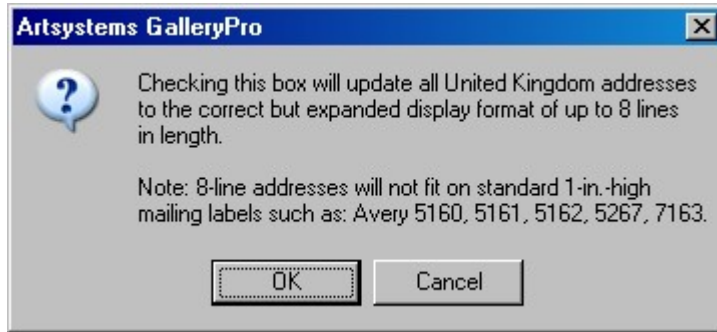 Artsystems GalleryPro
Checking this box will update all United Kingdom addresses
to the correct but expanded display format of up to 8 lines
in length.
Note: 8-line addresses will not fit on standard 1-in.-high
mailing labels such as: Avery 5160, 5161, 5162, 5267, 7163.
OK
Cancel